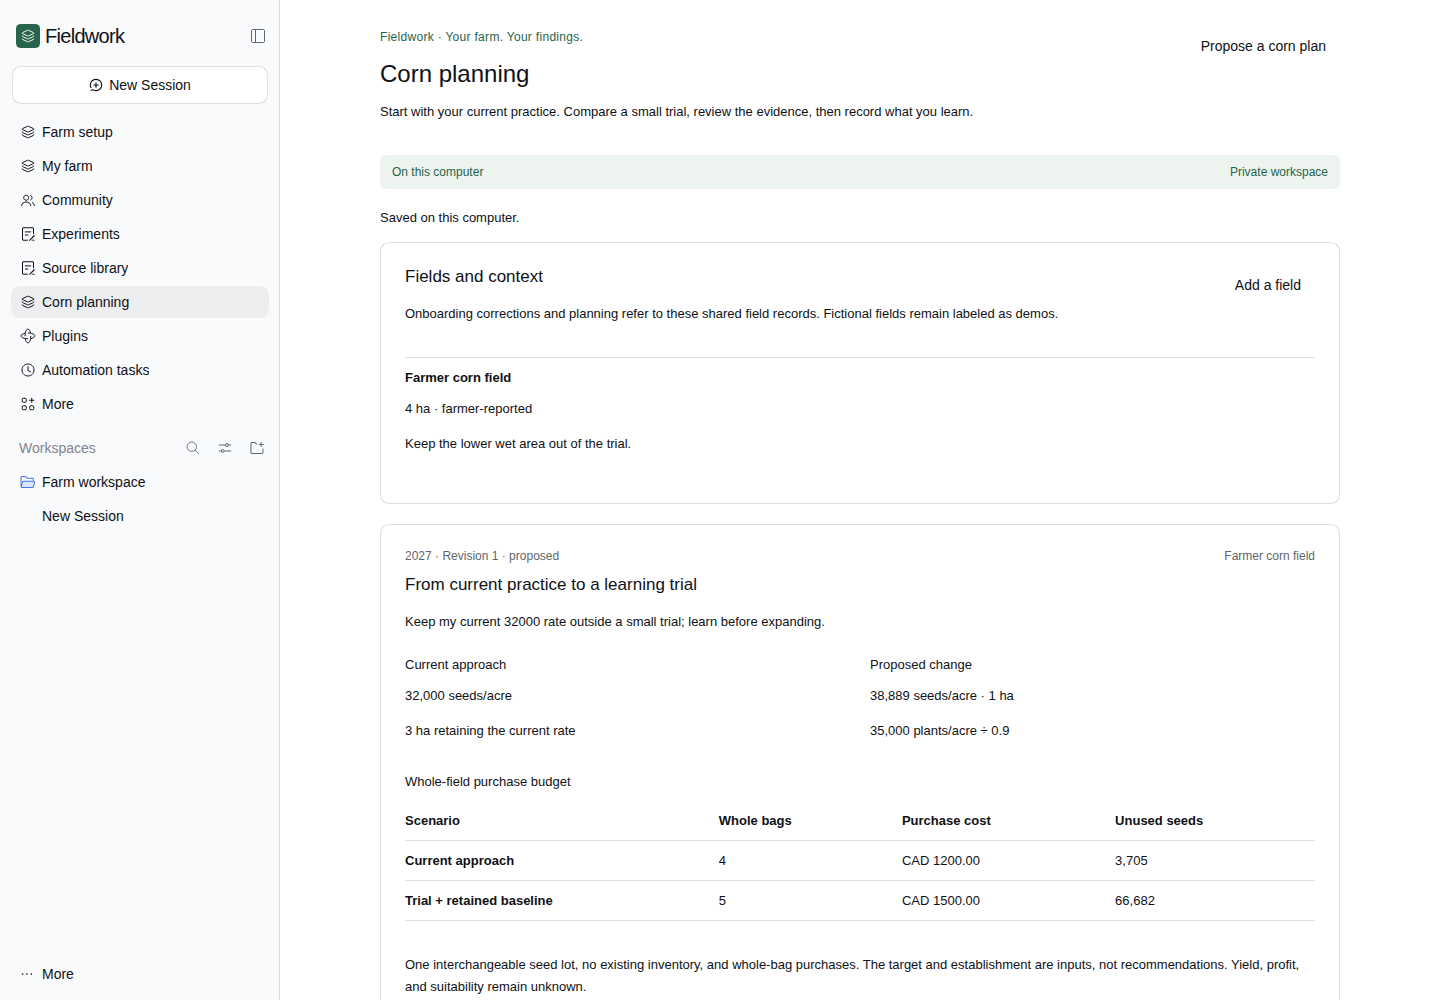 Fieldwork
New Session
Farm setup
My farm
Community
Experiments
Source library
Corn planning
Plugins
Automation tasks
More
Workspaces
Farm workspace
New Session
More
Fieldwork · Your farm. Your findings.
Propose a corn plan
Corn planning
Start with your current practice. Compare a small trial, review the evidence, then record what you learn.
On this computer
Private workspace
Saved on this computer.
Fields and context
Add a field
Onboarding corrections and planning refer to these shared field records. Fictional fields remain labeled as demos.
Farmer corn field
4 ha · farmer-reported
Keep the lower wet area out of the trial.
2027 · Revision 1 · proposed
Farmer corn field
From current practice to a learning trial
Keep my current 32000 rate outside a small trial; learn before expanding.
Current approach
32,000 seeds/acre
3 ha retaining the current rate
Proposed change
38,889 seeds/acre · 1 ha
35,000 plants/acre ÷ 0.9
Whole-field purchase budget
Scenario Whole bags Purchase cost Unused seeds
Current approach 4 CAD 1200.00 3,705
Trial + retained baseline 5 CAD 1500.00 66,682
One interchangeable seed lot, no existing inventory, and whole-bag purchases. The target and establishment are inputs, not recommendations. Yield, profit,
and suitability remain unknown.